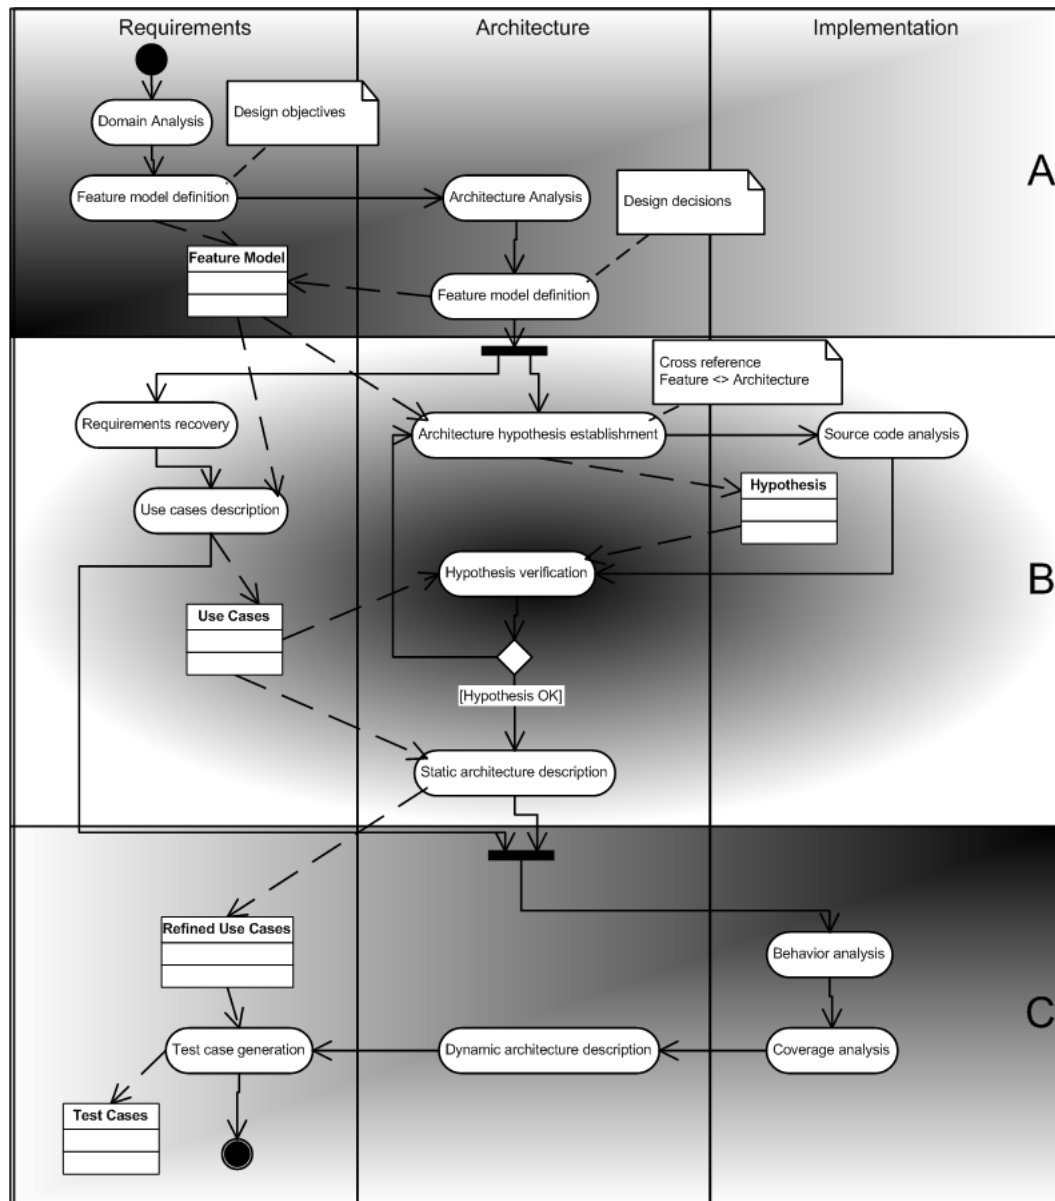 Requirements
Architecture
Implementation
Domain Analysis
Design objectives
A
Feature model definition
Architecture Analysis
Design decisions
Feature Model
Feature model definition
Cross reference
Feature <> Architecture
Requirements recovery
Architecture hypothesis establishment
Source code analysis
Hypothesis
Use cases description
Hypothesis verification
B
Use Cases
[Hypothesis OK]
Static architecture description
Refined Use Cases
Behavior analysis
C
Test case generation
Dynamic architecture description
Coverage analysis
Test Cases